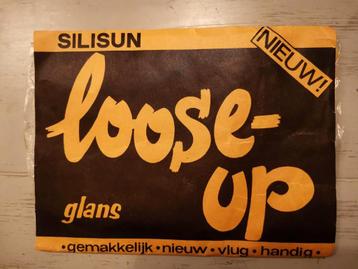 SILISUN
NIEUW!
loose-
up
glans
•gemakkelijk•nieuw•vlug•handig•